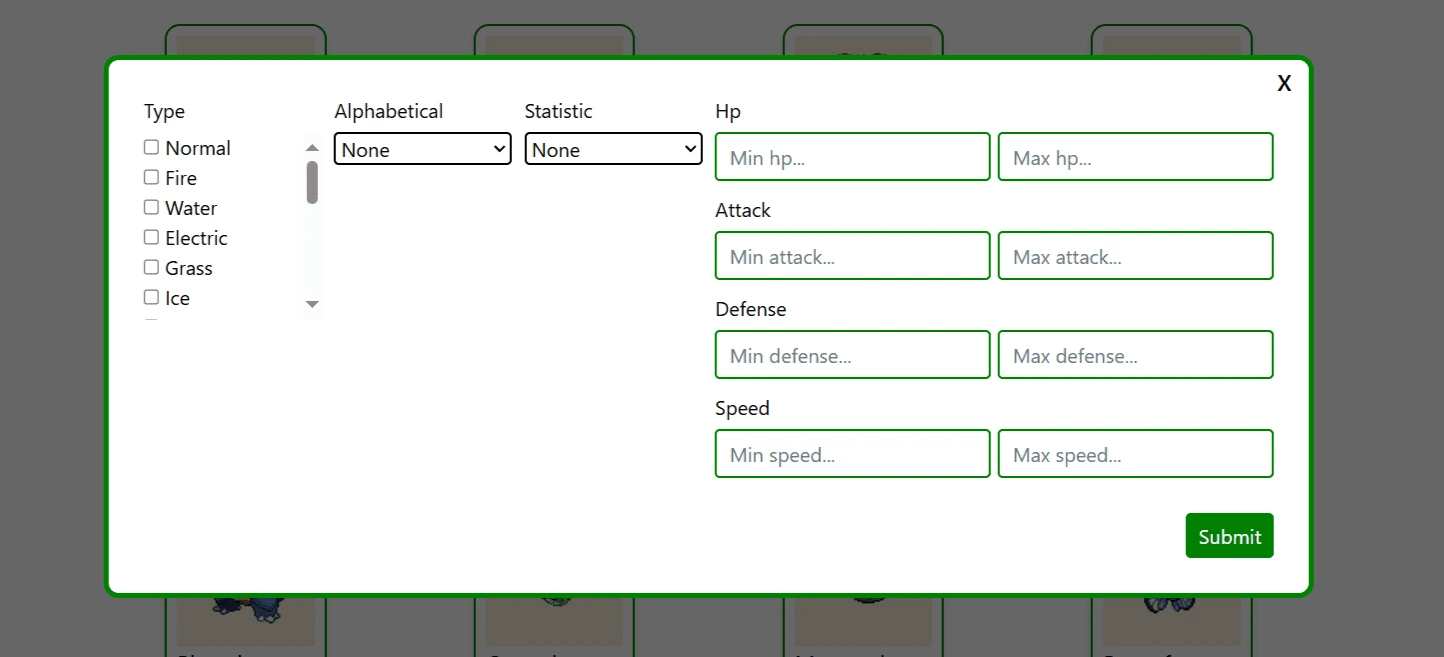 X
Type
Alphabetical
Statistic
Hp
Normal
Fire
Water
Electric
Grass
Ice
None
None
Min hp...
Max hp...
Attack
Min attack...
Max attack...
Defense
Min defense...
Max defense...
Speed
Min speed...
Max speed...
Submit